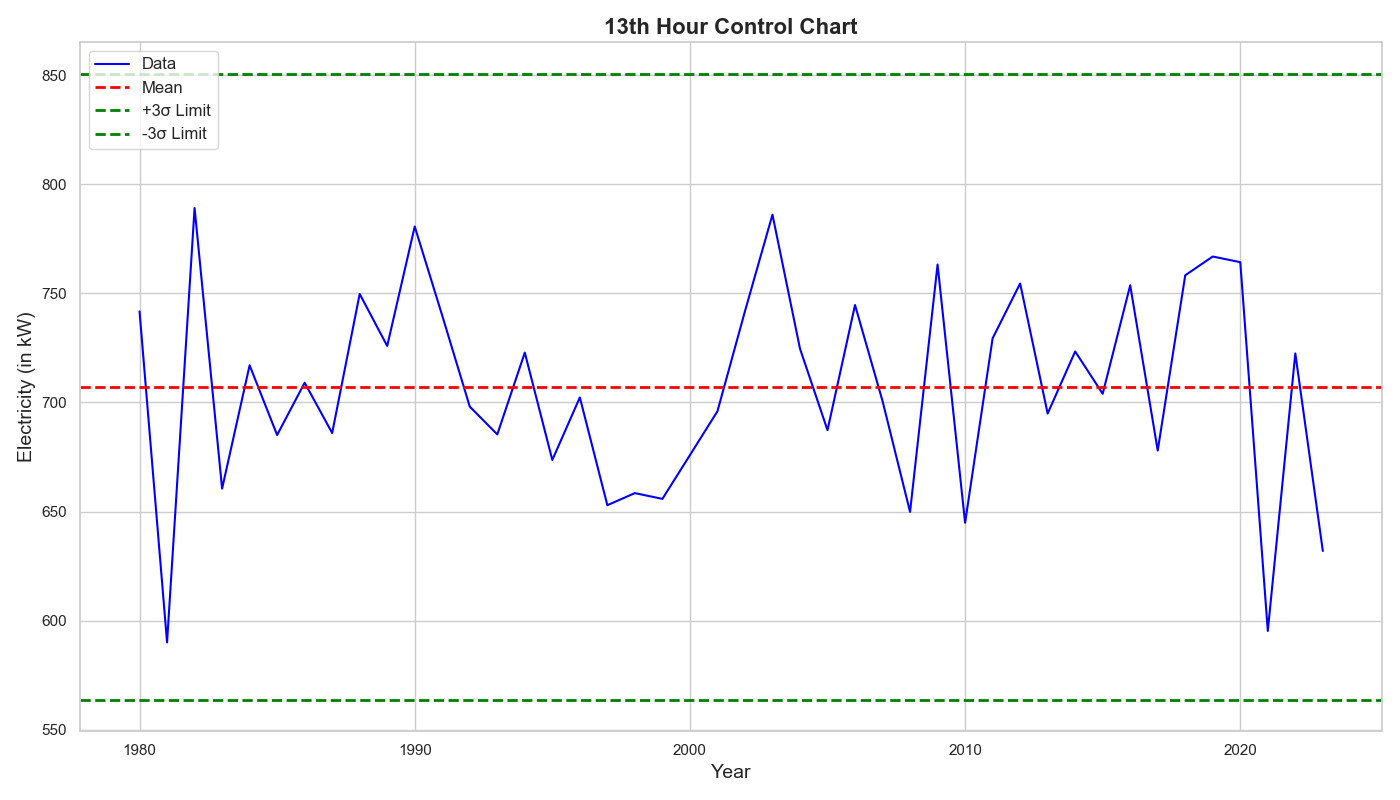 13th Hour Control Chart
Data
Mean
+3σ Limit
-3σ Limit
Electricity (in kW)
850
800
750
700
650
600
550
1980 1990 2000 2010 2020
Year